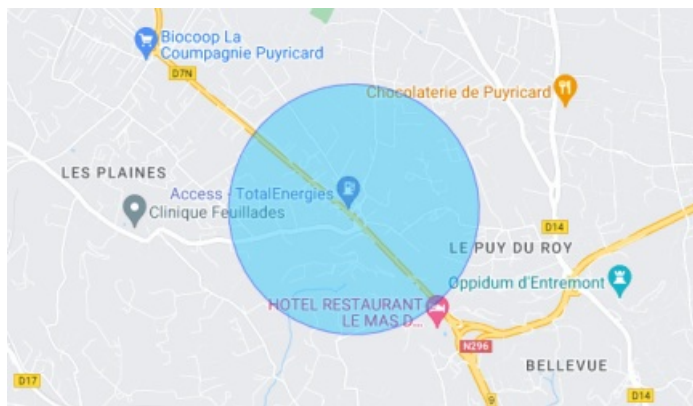 Biocoop La
Coumpagnie Puyricard
D7N
Chocolaterie de Puyricard
LES PLAINES
Access - TotalEnergies
Clinique Feuillades
D14
LE PUY DU ROY
Oppidum d'Entremont
HOTEL RESTAURANT
LE MAS D...
N296
BELLEVUE
D17
D14
9